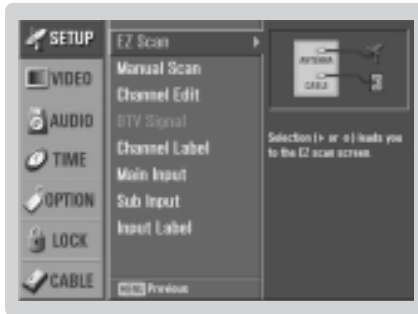 SETUP
VIDEO
AUDIO
TIME
OPTION
LOCK
CABLE
EZ Scan
Manual Scan
Channel Edit
DTV Signal
Channel Label
Main Input
Sub Input
Input Label
MENU Previous
ANTENNA
CABLE
Selection (▶ or ⊙) leads you
to the EZ scan screen.